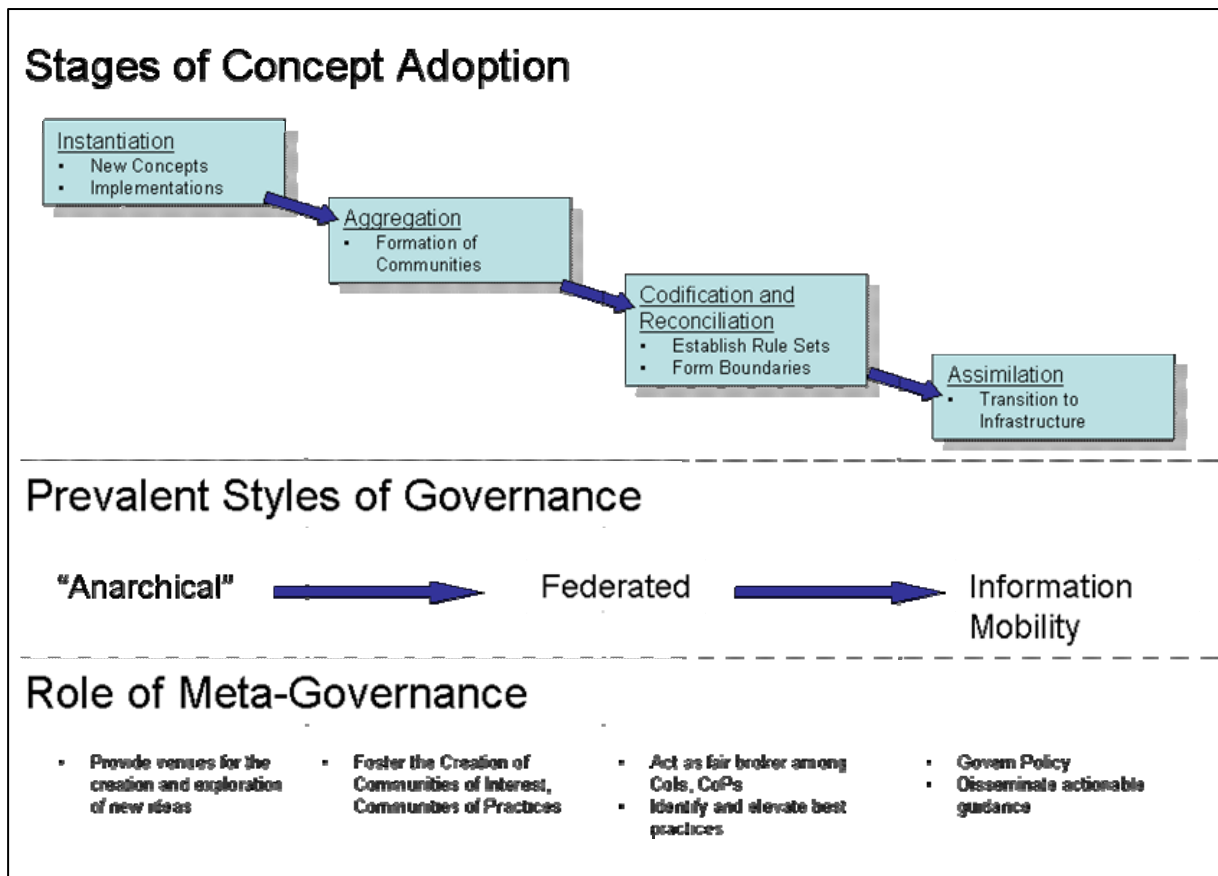 Stages of Concept Adoption
Instantiation
▪ New Concepts
▪ Implementations
Aggregation
▪ Formation of
Communities
Codification and
Reconciliation
▪ Establish Rule Sets
▪ Form Boundaries
Assimilation
▪ Transition to
Infrastructure
Prevalent Styles of Governance
"Anarchical"
Federated
Information
Mobility
Role of Meta-Governance
▪ Provide venues for the
creation and exploration
of new ideas
▪ Foster the Creation of
Communities of Interest,
Communities of Practices
▪ Act as fair broker among
CoIs, CoPs
▪ Identify and elevate best
practices
▪ Govern Policy
▪ Disseminate actionable
guidance